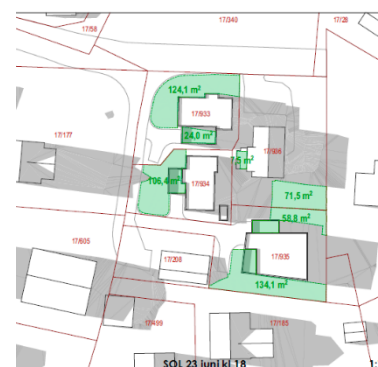 17/58
17/340
17/28
124,1 m²
17/933
24,0 m²
17/177
7,5 m²
17/936
106,4 m²
17/934
71,5 m²
58,8 m²
17/605
17/208
17/935
134,1 m²
17/499
17/165
SOL 23 juni kl 18
1: